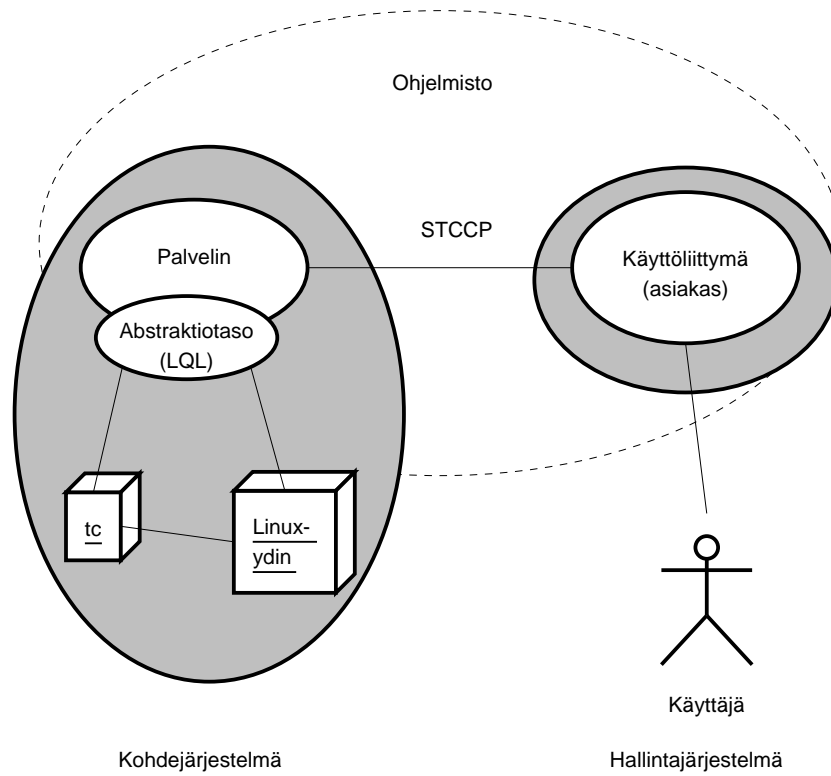 Ohjelmisto
STCCP
Palvelin
Käyttöliittymä
(asiakas)
Abstraktiotaso
(LQL)
tc
Linux-
ydin
Käyttäjä
Kohdejärjestelmä
Hallintajärjestelmä